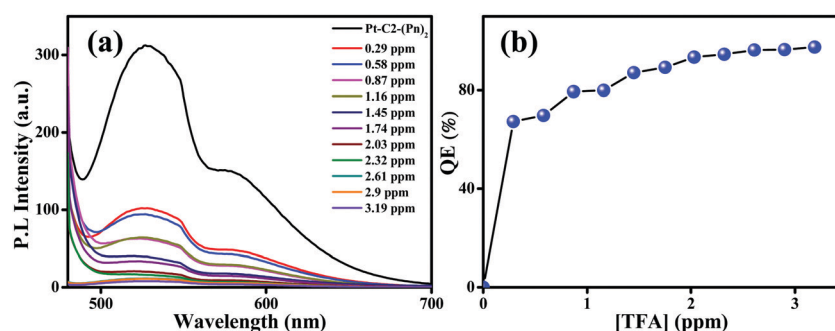 (a)
P.L Intensity (a.u.)
300
200
100
0
500
600
700
Wavelength (nm)
Pt-C2-(Pn)₂
0.29 ppm
0.58 ppm
0.87 ppm
1.16 ppm
1.45 ppm
1.74 ppm
2.03 ppm
2.32 ppm
2.61 ppm
2.9 ppm
3.19 ppm
(b)
QE (%)
80
40
0
0
1
2
3
[TFA] (ppm)